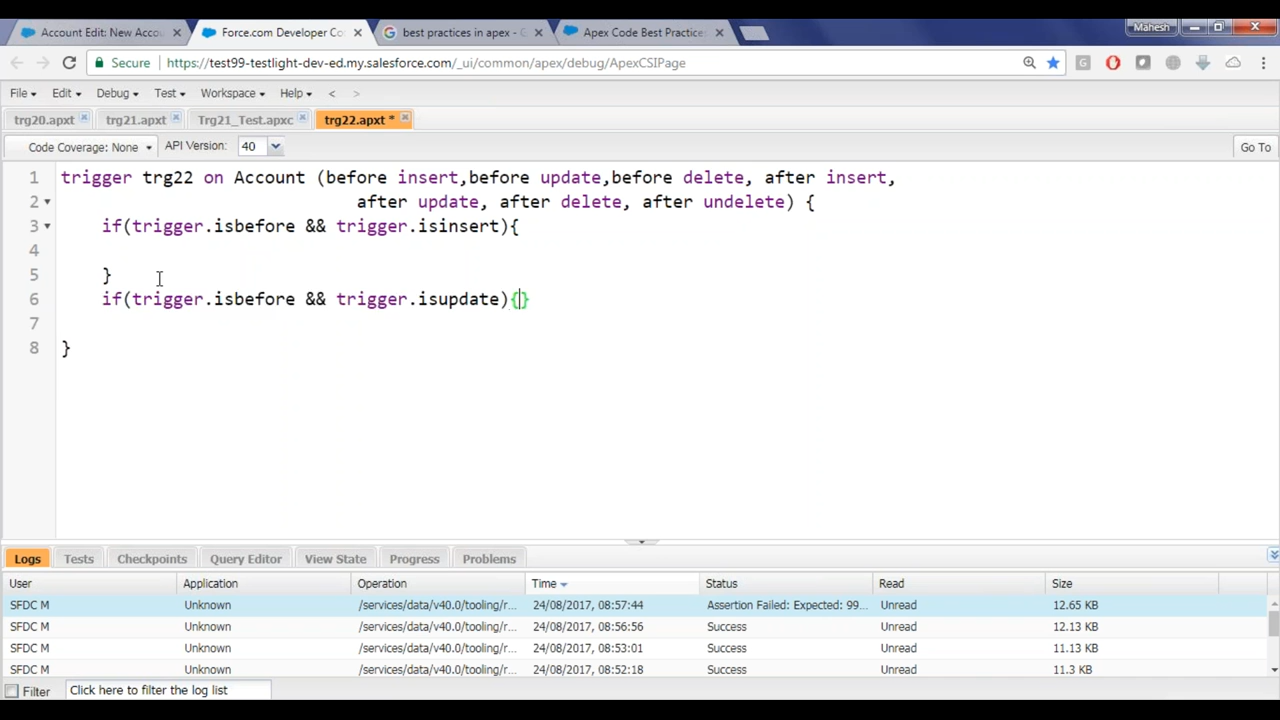 Account Edit: New Accou
Force.com Developer Co
best practices in apex - G
Apex Code Best Practices
Mahesh
Secure
https://test99-testlight-dev-ed.my.salesforce.com/_ui/common/apex/debug/ApexCSIPage
File Edit Debug Test Workspace Help < >
trg20.apxt trg21.apxt Trg21_Test.apxc trg22.apxt *
Code Coverage: None API Version: 40 Go To
1 trigger trg22 on Account (before insert,before update,before delete, after insert,
2 after update, after delete, after undelete) {
3 if(trigger.isbefore && trigger.isinsert){
4
5 }
6 if(trigger.isbefore && trigger.isupdate){}
7
8 }
Logs Tests Checkpoints Query Editor View State Progress Problems
User Application Operation Time Status Read Size
SFDC M Unknown /services/data/v40.0/tooling/r... 24/08/2017, 08:57:44 Assertion Failed: Expected: 99... Unread 12.65 KB
SFDC M Unknown /services/data/v40.0/tooling/r... 24/08/2017, 08:56:56 Success Unread 12.13 KB
SFDC M Unknown /services/data/v40.0/tooling/r... 24/08/2017, 08:53:01 Success Unread 11.13 KB
SFDC M Unknown /services/data/v40.0/tooling/r... 24/08/2017, 08:52:18 Success Unread 11.3 KB
Filter Click here to filter the log list